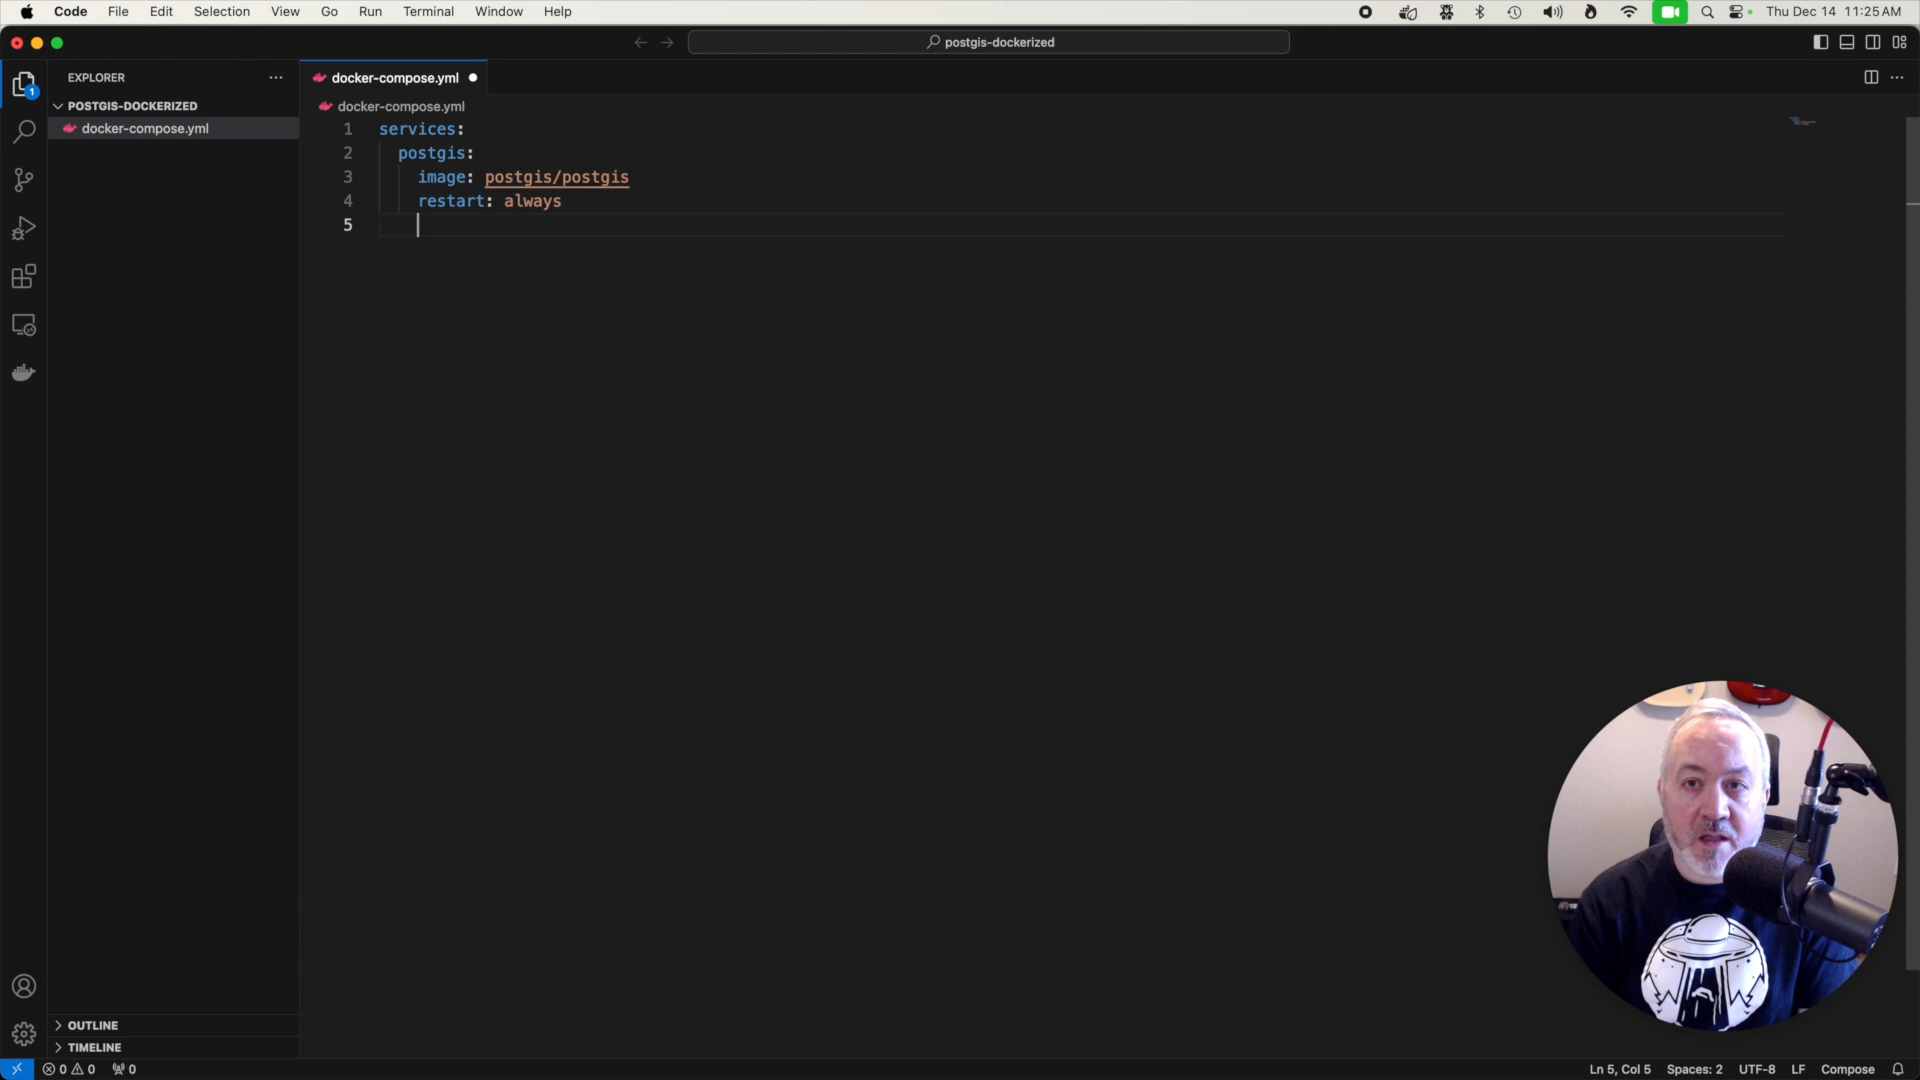 Code File Edit Selection View Go Run Terminal Window Help Thu Dec 14 11:25 AM
postgis-dockerized
EXPLORER
POSTGIS-DOCKERIZED
docker-compose.yml
OUTLINE
TIMELINE
1
docker-compose.yml
docker-compose.yml
1 services:
2 postgis:
3 image: postgis/postgis
4 restart: always
5
0 0 0 Ln 5, Col 5 Spaces: 2 UTF-8 LF Compose